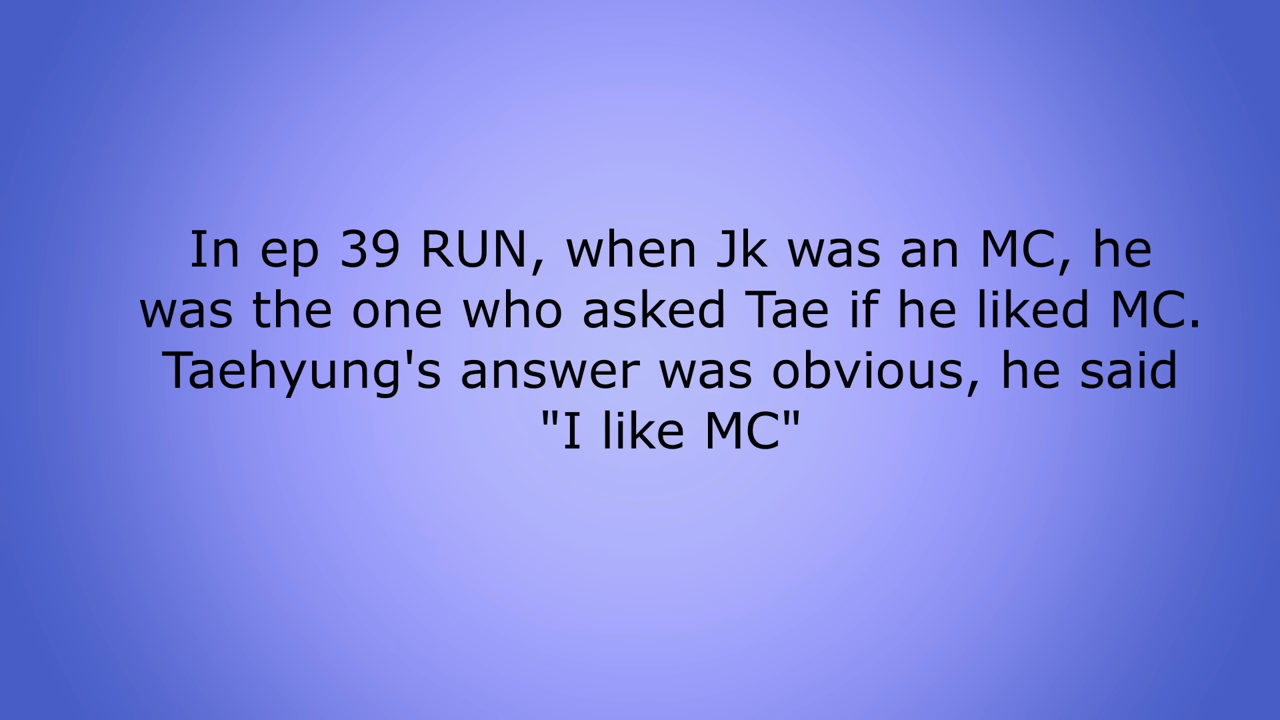 In ep 39 RUN, when Jk was an MC, he
was the one who asked Tae if he liked MC.
Taehyung's answer was obvious, he said
"I like MC"